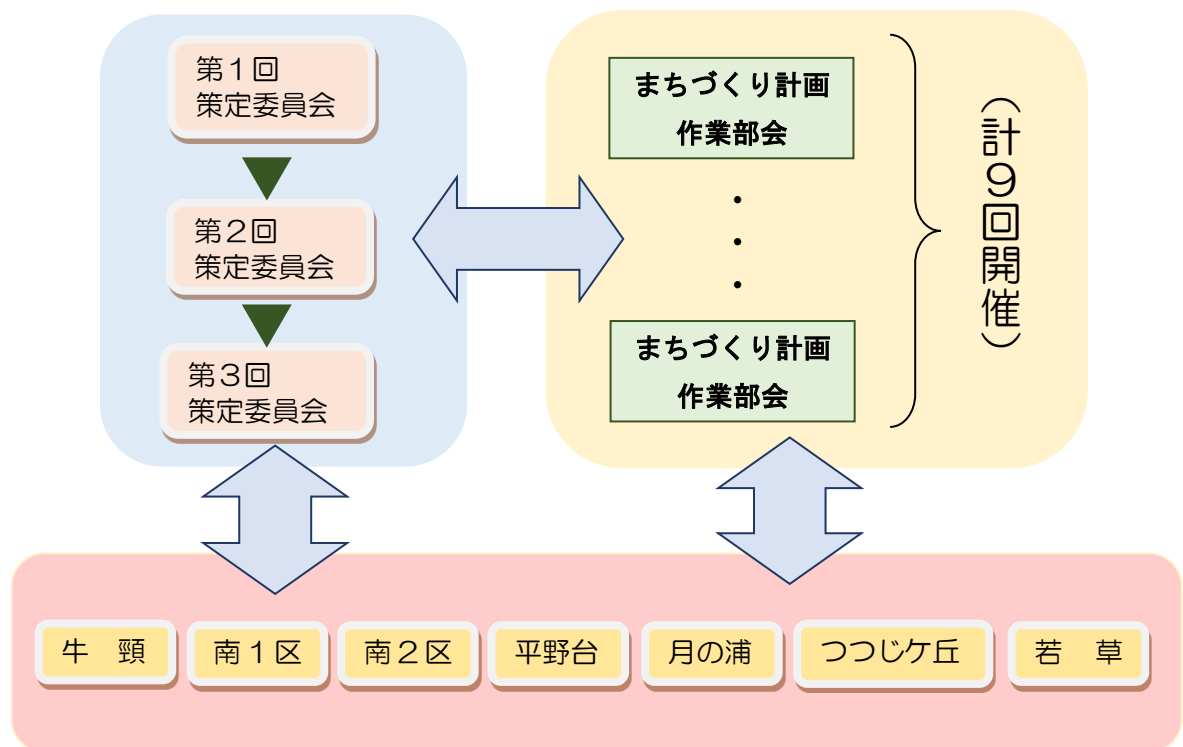 第１回
策定委員会
第２回
策定委員会
第３回
策定委員会
まちづくり計画
作業部会
・
・
・
まちづくり計画
作業部会
（計９回開催）
牛　頸
南１区
南２区
平野台
月の浦
つつじケ丘
若　草